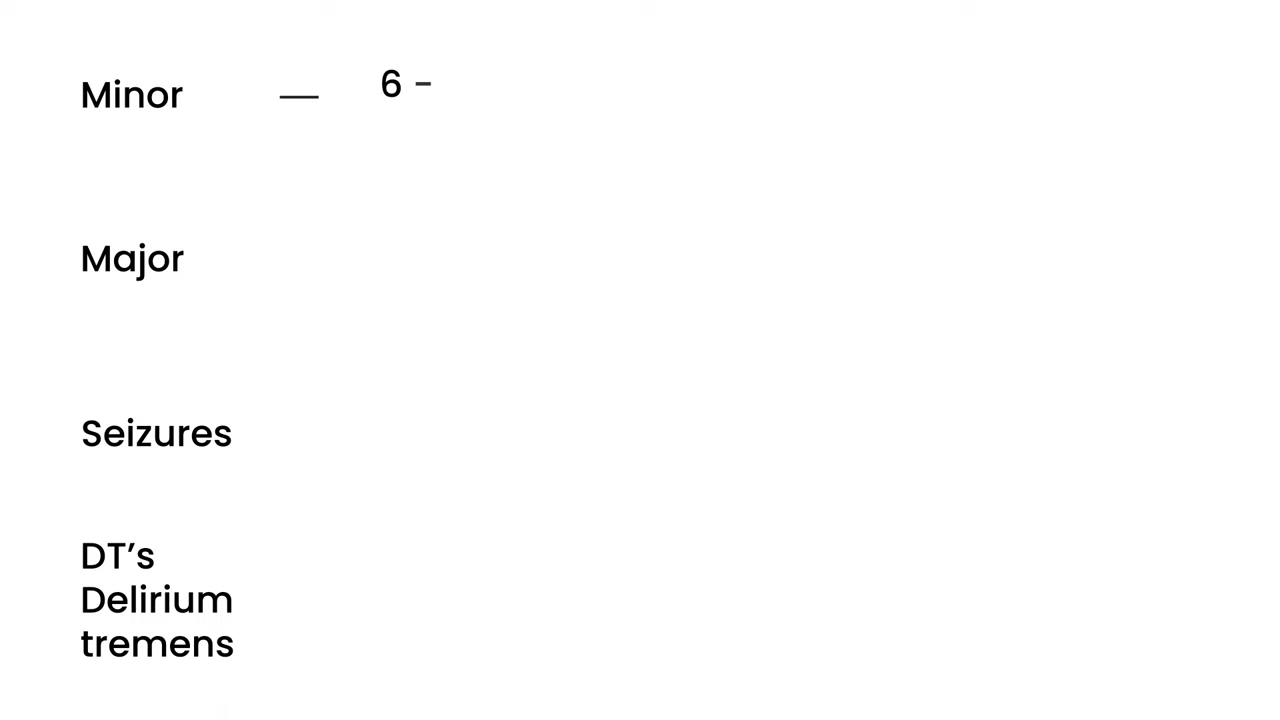 Minor — 6 -
Major
Seizures
DT’s
Delirium
tremens